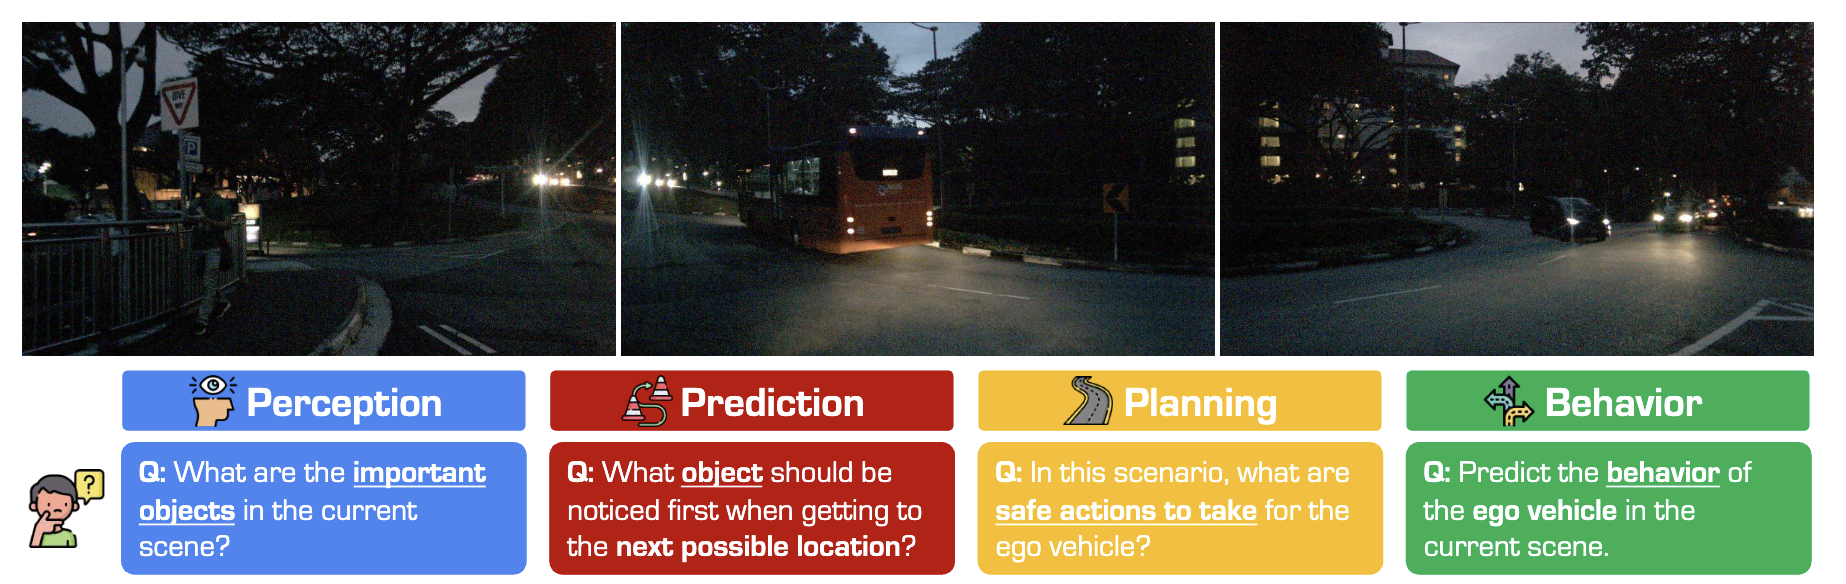 GIVE
WAY
P
Perception
Prediction
Planning
Behavior
Q: What are the important
objects in the current
scene?
Q: What object should be
noticed first when getting to
the next possible location?
Q: In this scenario, what are
safe actions to take for the
ego vehicle?
Q: Predict the behavior of
the ego vehicle in the
current scene.
?